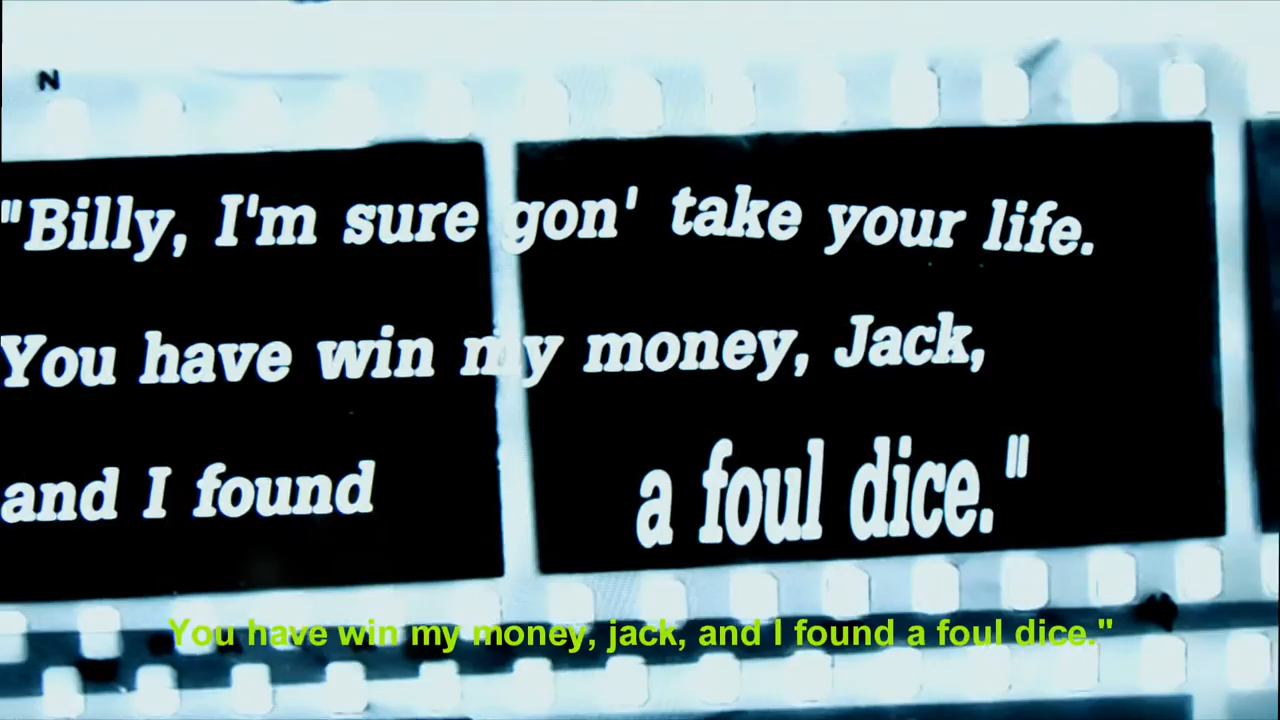 N
"Billy, I'm sure gon' take your life.
You have win my money, Jack,
and I found a foul dice."
You have win my money, jack, and I found a foul dice."